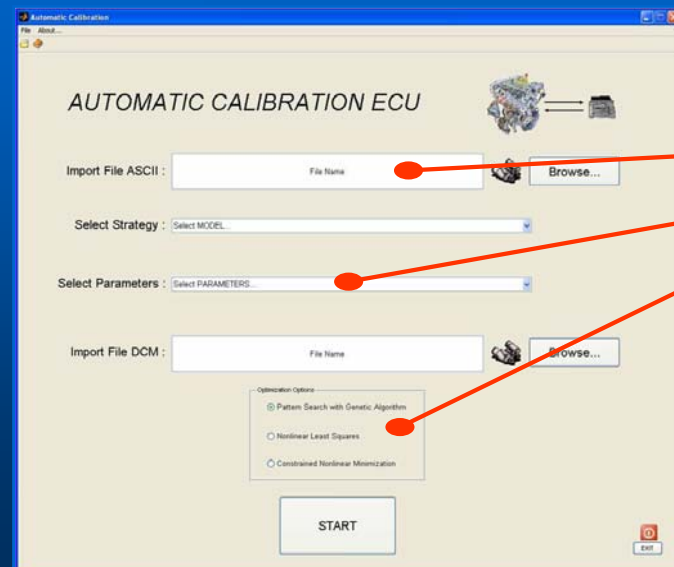 Automatic Calibration
File About...
AUTOMATIC CALIBRATION ECU
Import File ASCII : File Name Browse...
Select Strategy : Select MODEL...
Select Parameters : Select PARAMETERS...
Import File DCM : File Name Browse...
Optimization Options
Pattern Search with Genetic Algorithm
Nonlinear Least Squares
Constrained Nonlinear Minimization
START
EXIT